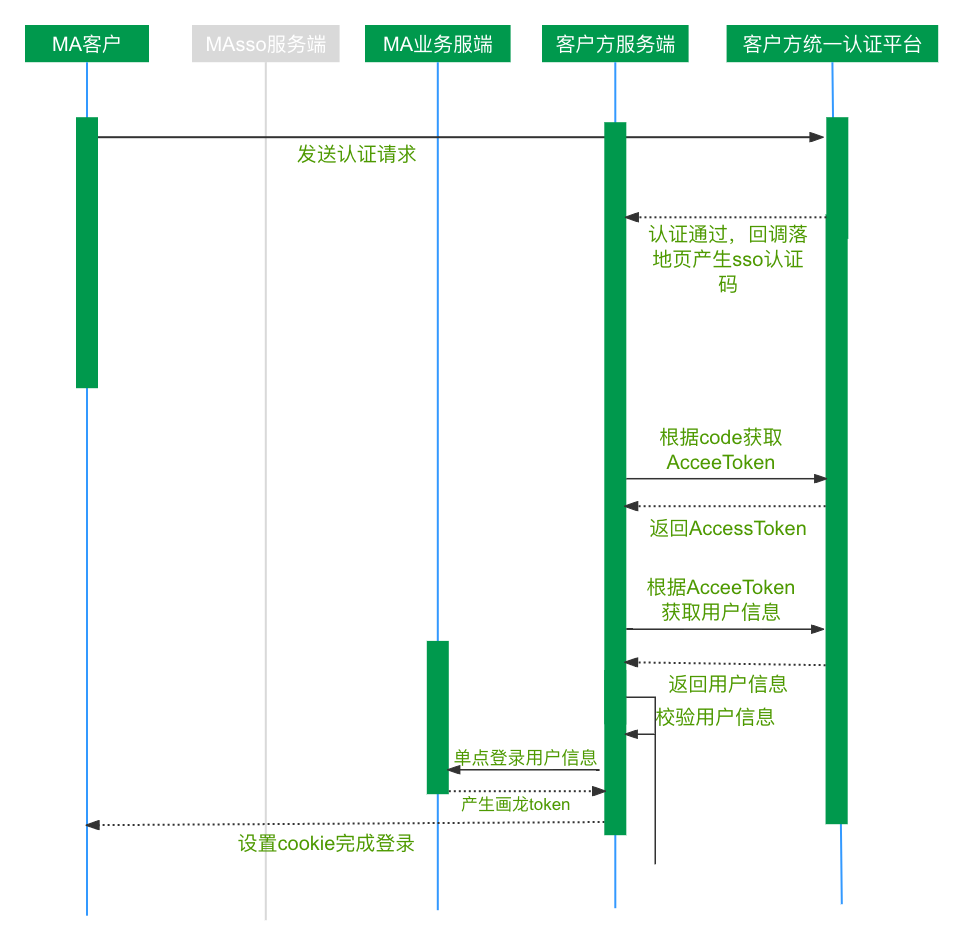 MA客户
MAsso服务端
MA业务服端
客户方服务端
客户方统一认证平台
发送认证请求
认证通过，回调落
地页产生sso认证
码
根据code获取
AcceeToken
返回AccessToken
根据AcceeToken
获取用户信息
返回用户信息
校验用户信息
单点登录用户信息
产生画龙token
设置cookie完成登录